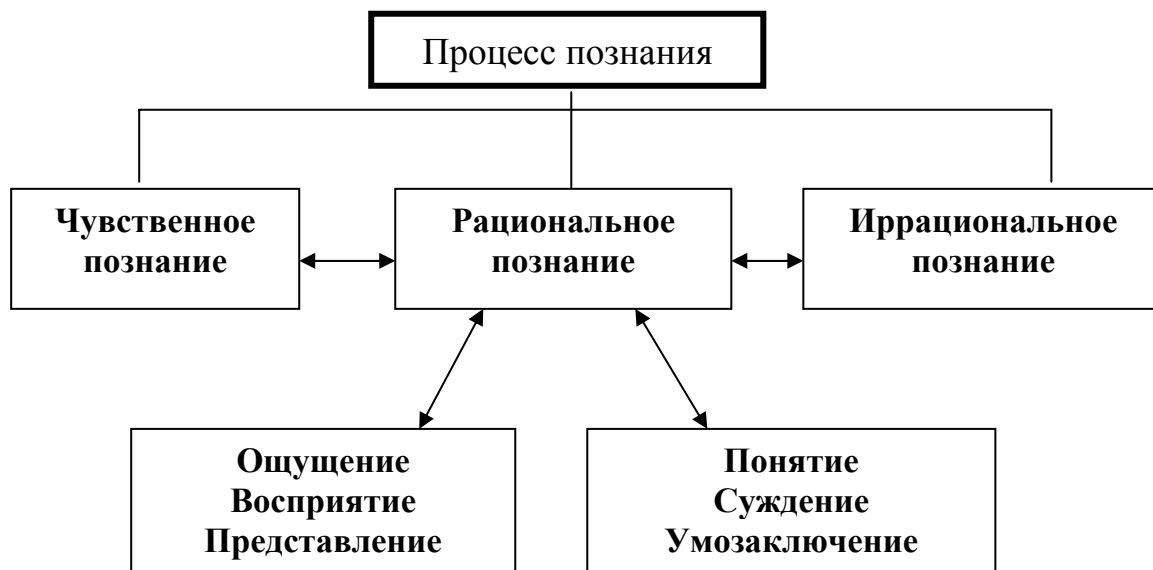 Процесс познания
Чувственное
познание
Рациональное
познание
Иррациональное
познание
Ощущение
Восприятие
Представление
Понятие
Суждение
Умозаключение